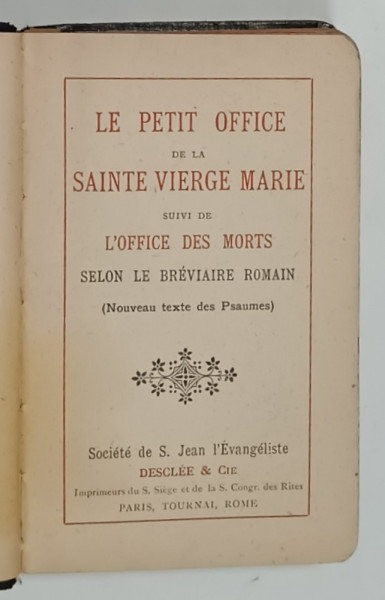 LE PETIT OFFICE
DE LA
SAINTE VIERGE MARIE
SUIVI DE
L'OFFICE DES MORTS
SELON LE BRÉVIAIRE ROMAIN
(Nouveau texte des Psaumes)
Société de S. Jean l'Évangéliste
DESCLÉE & CIE
Imprimeurs du S. Siège et de la S. Congr. des Rites
PARIS, TOURNAI, ROME